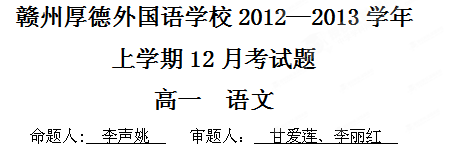 赣州厚德外国语学校 2012—2013 学年
上学期 12 月考试题
高一 语文
命题人: 李声姚 审题人: 甘爱莲、李丽红